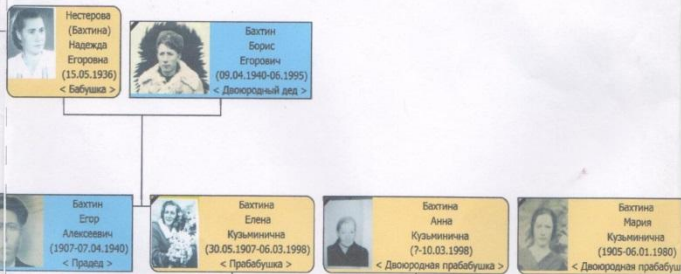 Нестерова
(Бахтина)
Надежда
Егоровна
(15.05.1936)
< Бабушка >
Бахтин
Борис
Егорович
(09.04.1940-06.1995)
< Двоюродный дед >
Бахтин
Егор
Алексеевич
(1907-07.04.1940)
< Прадед >
Бахтина
Елена
Кузьминична
(30.05.1907-06.03.1998)
< Прабабушка >
Бахтина
Анна
Кузьминична
(?-10.03.1998)
< Двоюродная прабабушка >
Бахтина
Мария
Кузьминична
(1905-06.01.1980)
< Двоюродная